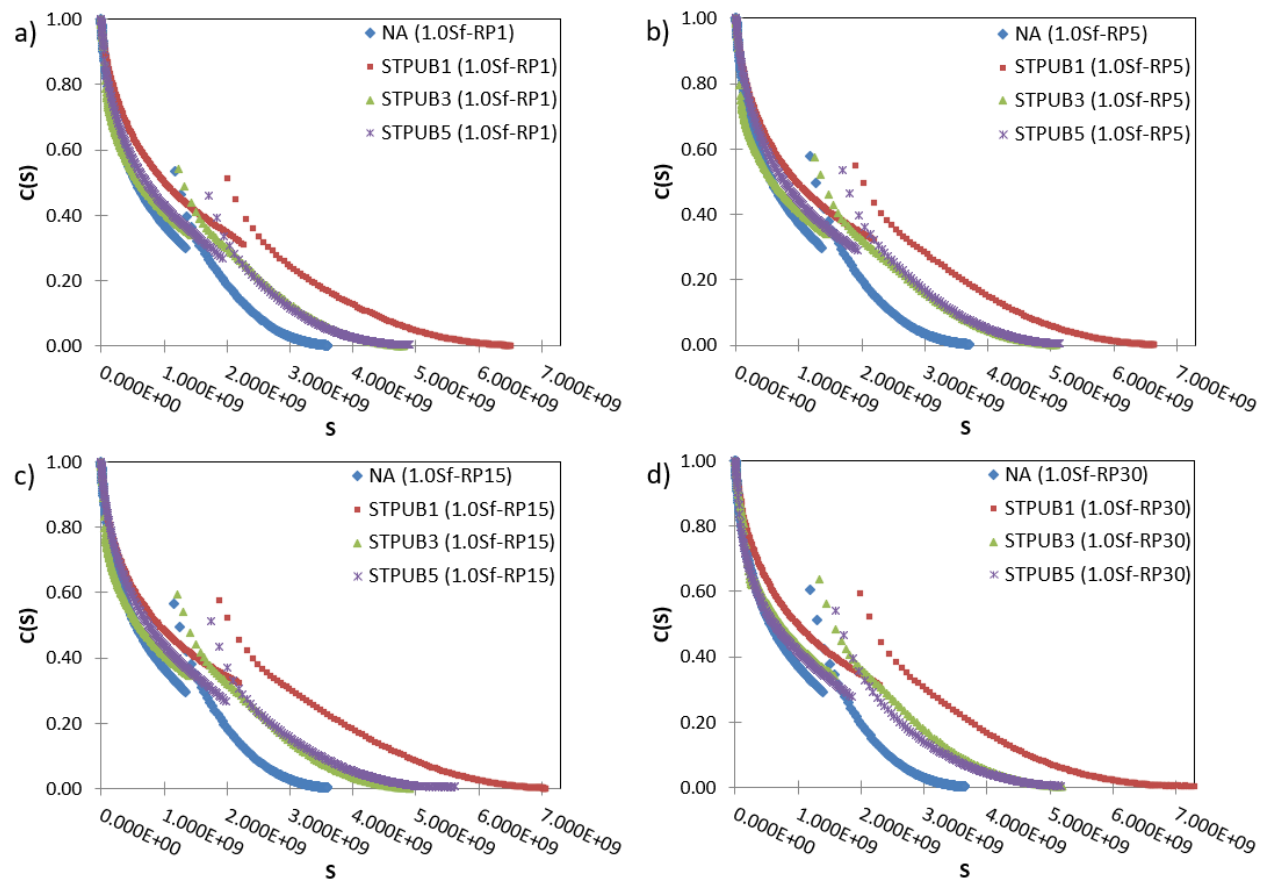 a)
C(S)
1.00
0.80
0.60
0.40
0.20
0.00
NA (1.0Sf-RP1)
STPUB1 (1.0Sf-RP1)
STPUB3 (1.0Sf-RP1)
STPUB5 (1.0Sf-RP1)
0.000E+00
1.000E+09
2.000E+09
3.000E+09
4.000E+09
5.000E+09
6.000E+09
7.000E+09
S
b)
C(S)
1.00
0.80
0.60
0.40
0.20
0.00
NA (1.0Sf-RP5)
STPUB1 (1.0Sf-RP5)
STPUB3 (1.0Sf-RP5)
STPUB5 (1.0Sf-RP5)
0.000E+00
1.000E+09
2.000E+09
3.000E+09
4.000E+09
5.000E+09
6.000E+09
7.000E+09
S
c)
C(S)
1.00
0.80
0.60
0.40
0.20
0.00
NA (1.0Sf-RP15)
STPUB1 (1.0Sf-RP15)
STPUB3 (1.0Sf-RP15)
STPUB5 (1.0Sf-RP15)
0.000E+00
1.000E+09
2.000E+09
3.000E+09
4.000E+09
5.000E+09
6.000E+09
7.000E+09
S
d)
C(S)
1.00
0.80
0.60
0.40
0.20
0.00
NA (1.0Sf-RP30)
STPUB1 (1.0Sf-RP30)
STPUB3 (1.0Sf-RP30)
STPUB5 (1.0Sf-RP30)
0.000E+00
1.000E+09
2.000E+09
3.000E+09
4.000E+09
5.000E+09
6.000E+09
7.000E+09
S